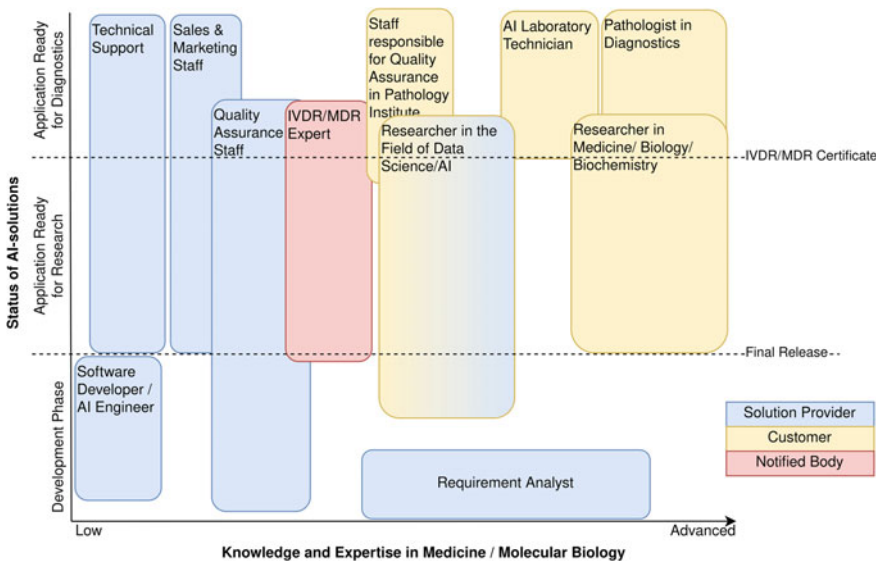 Status of AI-solutions
Application Ready
for Diagnostics
Application Ready
for Research
Development Phase
Technical
Support
Sales &
Marketing
Staff
Quality
Assurance
Staff
IVDR/MDR
Expert
Staff
responsible
for Quality
Assurance
in Pathology
Institute
Researcher in the
Field of Data
Science/AI
AI Laboratory
Technician
Pathologist in
Diagnostics
Researcher in
Medicine/ Biology/
Biochemistry
IVDR/MDR Certificate
Final Release
Software
Developer /
AI Engineer
Requirement Analyst
Solution Provider
Customer
Notified Body
Low
Advanced
Knowledge and Expertise in Medicine / Molecular Biology